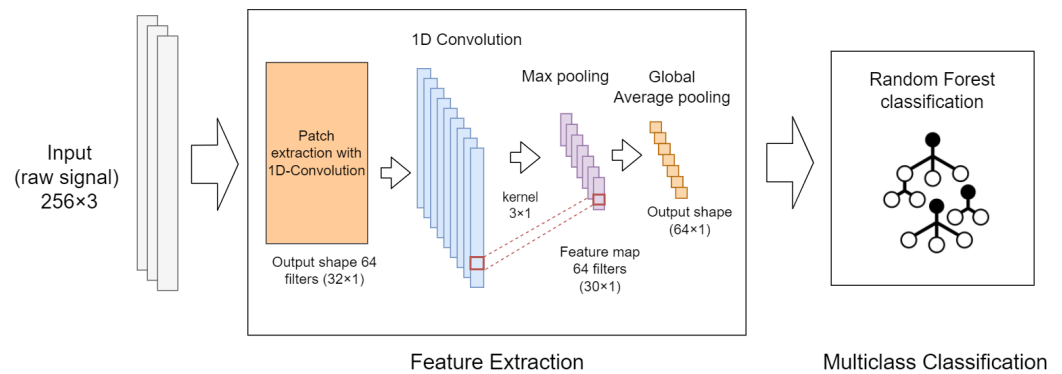 Input
(raw signal)
256×3
Patch
extraction with
1D-Convolution
Output shape 64
filters (32×1)
1D Convolution
kernel
3×1
Max pooling
Feature map
64 filters
(30×1)
Global
Average pooling
Output shape
(64×1)
Feature Extraction
Random Forest
classification
Multiclass Classification